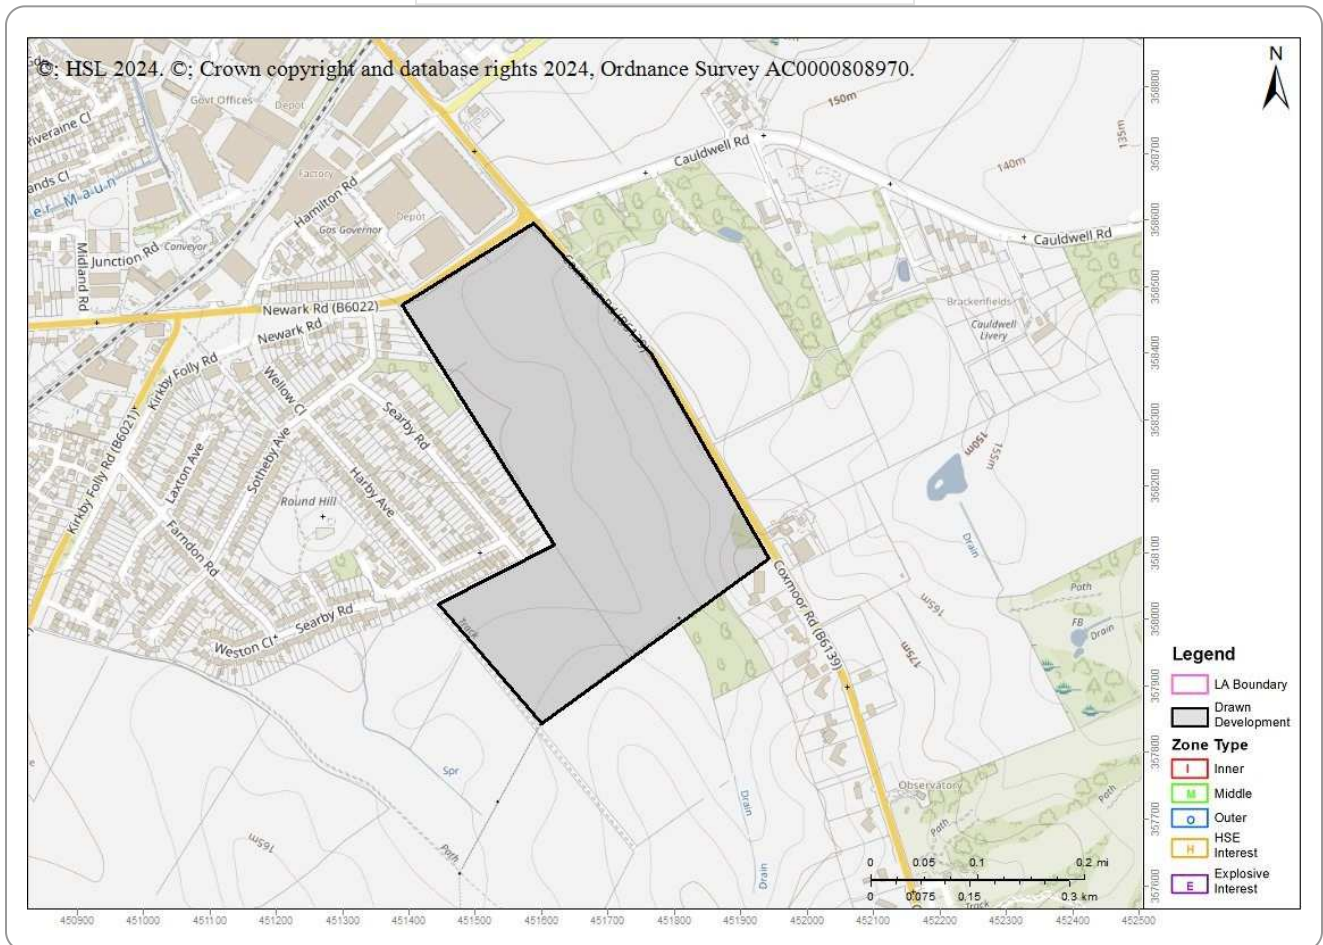 ©; HSL 2024. ©; Crown copyright and database rights 2024, Ordnance Survey AC0000808970.
N
Govt Offices
Depot
150m
135m
Riveraine Cl
Cauldwell Rd
140m
Factory
Hamilton Rd
Depot
Gas Governor
Conveyor
Junction Rd
Midland Rd
Cauldwell Rd
Newark Rd (B6022)
Newark Rd
Brackenfields
Cauldwell
Livery
Kirkby Folly Rd
Wellow Cl
Kirkby Folly Rd (B6021)
Searby Rd
Laxton Ave
Sotheby Ave
Harby Ave
Round Hill
150m
155m
Farndon Rd
Drain
Searby Rd
Weston Cl
Track
Coxmoor Rd (B6139)
165m
175m
Path
FB
Drain
Spr
Drain
Observatory
Path
Path
165m
Path
Drain
Track
0 0.05 0.1 0.2 mi
0 0.075 0.15 0.3 km
358800
358700
358600
358500
358400
358300
358200
358100
358000
357900
357800
357700
357600
450900 451000 451100 451200 451300 451400 451500 451600 451700 451800 451900 452000 452100 452200 452300 452400 452500
Legend
LA Boundary
Drawn
Development
Zone Type
I Inner
M Middle
O Outer
H HSE
Interest
E Explosive
Interest